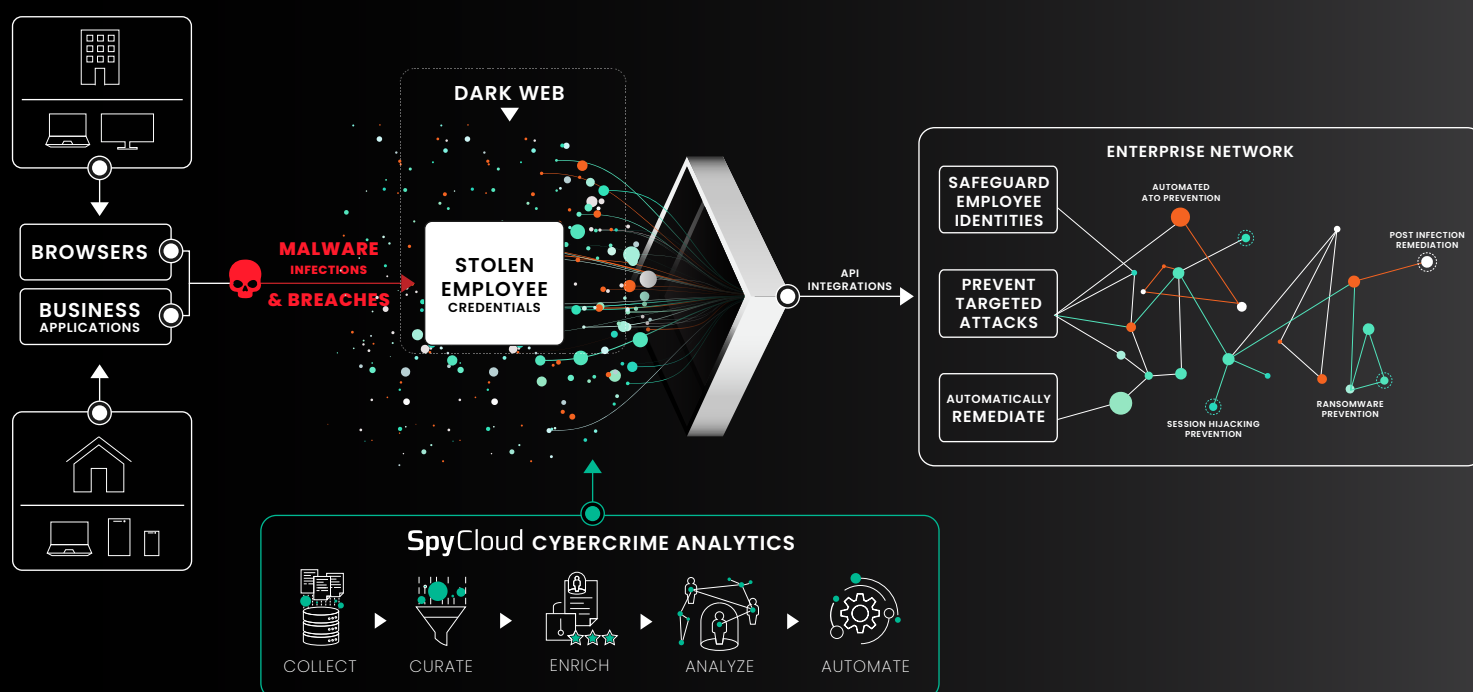 DARK WEB
BROWSERS
BUSINESS
APPLICATIONS
MALWARE
INFECTIONS
& BREACHES
STOLEN
EMPLOYEE
CREDENTIALS
API
INTEGRATIONS
ENTERPRISE NETWORK
SAFEGUARD
EMPLOYEE
IDENTITIES
PREVENT
TARGETED
ATTACKS
AUTOMATICALLY
REMEDIATE
AUTOMATED
ATO PREVENTION
POST INFECTION
REMEDIATION
SESSION HIJACKING
PREVENTION
RANSOMWARE
PREVENTION
SpyCloud CYBERCRIME ANALYTICS
COLLECT
CURATE
ENRICH
ANALYZE
AUTOMATE